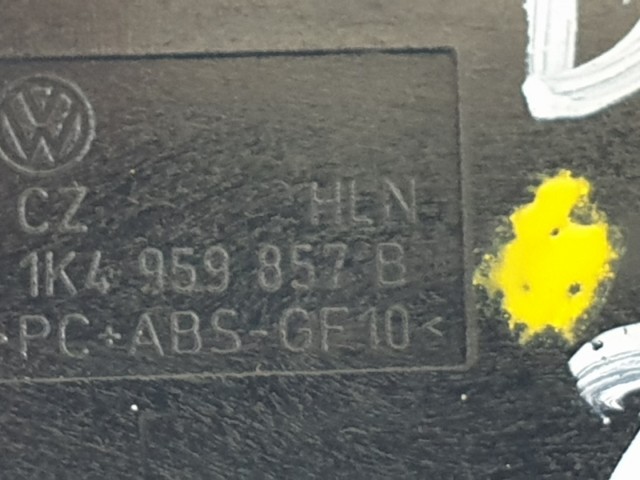 CZ HLN
1K4 959 857 B
>PC+ABS-GF10<